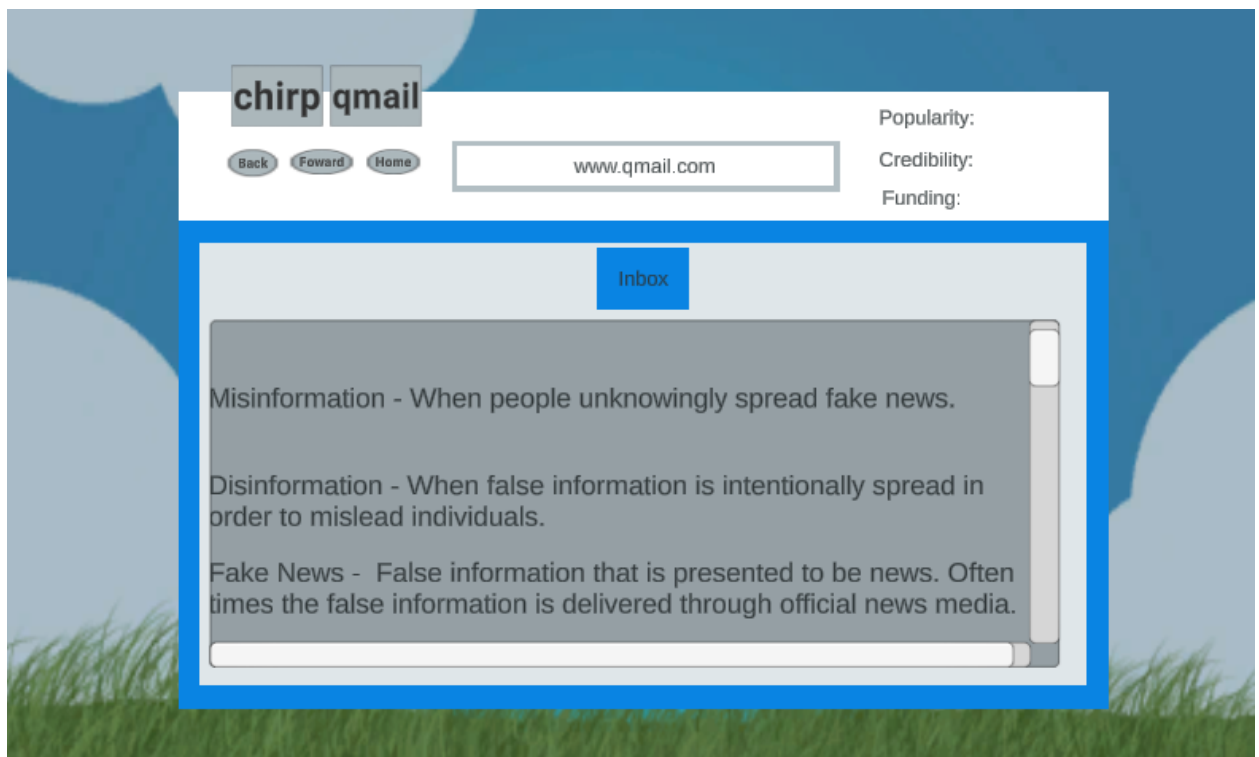 chirp qmail
Popularity:
Back Foward Home
www.qmail.com
Credibility:
Funding:
Inbox
Misinformation - When people unknowingly spread fake news.
Disinformation - When false information is intentionally spread in
order to mislead individuals.
Fake News - False information that is presented to be news. Often
times the false information is delivered through official news media.